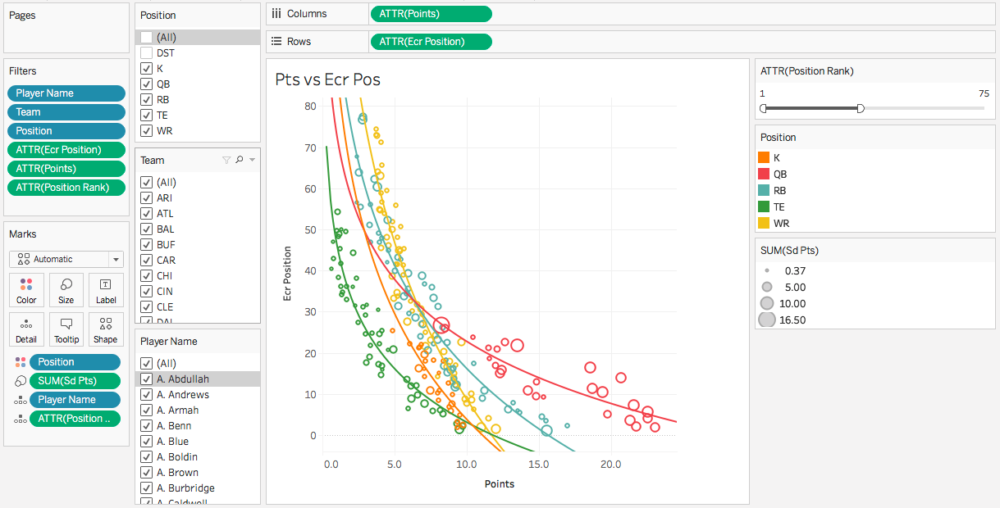 Pages
Filters
Player Name
Team
Position
ATTR(Ecr Position)
ATTR(Points)
ATTR(Position Rank)
Marks
Automatic
Color
Size
Label
Detail
Tooltip
Shape
Position
SUM(Sd Pts)
Player Name
ATTR(Position ..
Position
(All)
DST
K
QB
RB
TE
WR
Team
(All)
ARI
ATL
BAL
BUF
CAR
CHI
CIN
CLE
DAL
Player Name
(All)
A. Abdullah
A. Andrews
A. Armah
A. Benn
A. Blue
A. Boldin
A. Brown
A. Burbridge
A. Caldwell
Columns
ATTR(Points)
Rows
ATTR(Ecr Position)
Pts vs Ecr Pos
80
70
60
50
40
30
20
10
0
Ecr Position
0.0
5.0
10.0
15.0
20.0
Points
ATTR(Position Rank)
1
75
Position
K
QB
RB
TE
WR
SUM(Sd Pts)
0.37
5.00
10.00
16.50